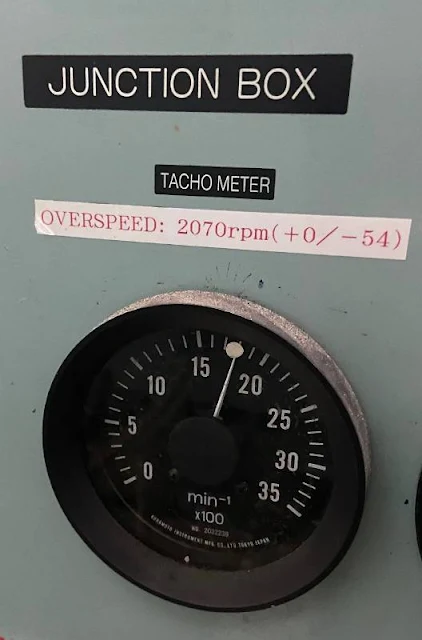 JUNCTION BOX
TACHO METER
OVERSPEED: 2070rpm(+0/-54)
0
5
10
15
20
25
30
35
min⁻¹
x100